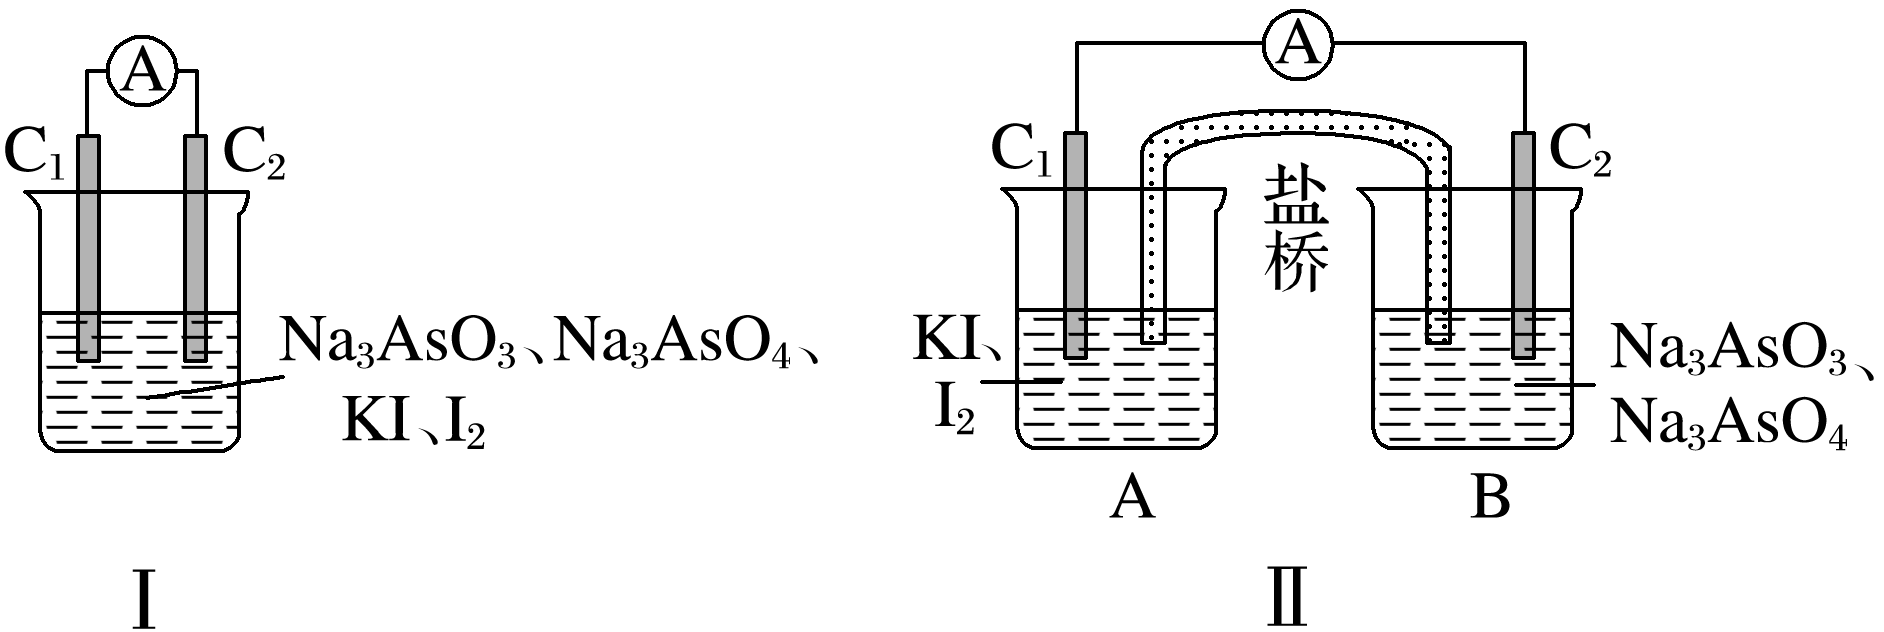 A
C₁
C₂
Na₃AsO₃、Na₃AsO₄、
KI、I₂
Ⅰ
A
C₁
C₂
盐
桥
KI、
I₂
Na₃AsO₃、
Na₃AsO₄
A
B
Ⅱ